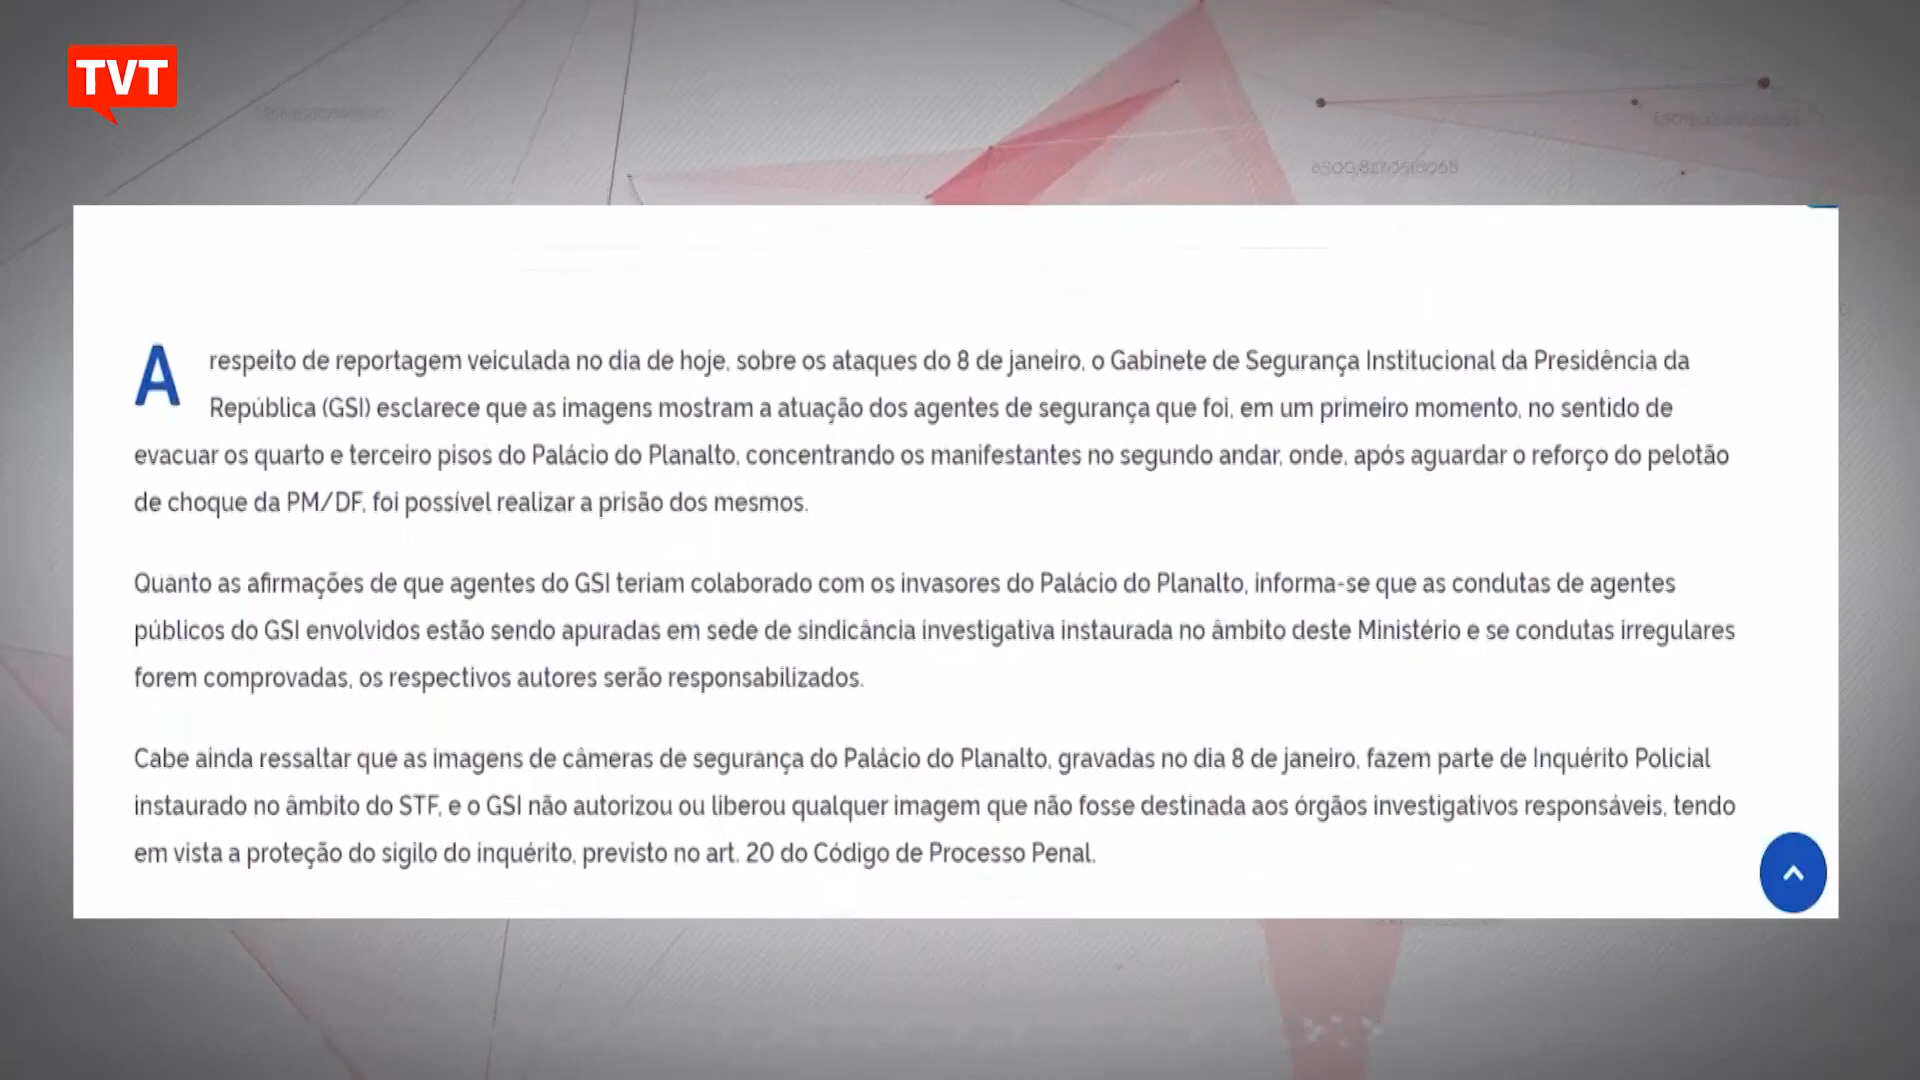 TVT
A respeito de reportagem veiculada no dia de hoje, sobre os ataques do 8 de janeiro, o Gabinete de Segurança Institucional da Presidência da
República (GSI) esclarece que as imagens mostram a atuação dos agentes de segurança que foi, em um primeiro momento, no sentido de
evacuar os quarto e terceiro pisos do Palácio do Planalto, concentrando os manifestantes no segundo andar, onde, após aguardar o reforço do pelotão
de choque da PM/DF, foi possível realizar a prisão dos mesmos.
Quanto as afirmações de que agentes do GSI teriam colaborado com os invasores do Palácio do Planalto, informa-se que as condutas de agentes
públicos do GSI envolvidos estão sendo apuradas em sede de sindicância investigativa instaurada no âmbito deste Ministério e se condutas irregulares
forem comprovadas, os respectivos autores serão responsabilizados.
Cabe ainda ressaltar que as imagens de câmeras de segurança do Palácio do Planalto, gravadas no dia 8 de janeiro, fazem parte de Inquérito Policial
instaurado no âmbito do STF, e o GSI não autorizou ou liberou qualquer imagem que não fosse destinada aos órgãos investigativos responsáveis, tendo
em vista a proteção do sigilo do inquérito, previsto no art. 20 do Código de Processo Penal.